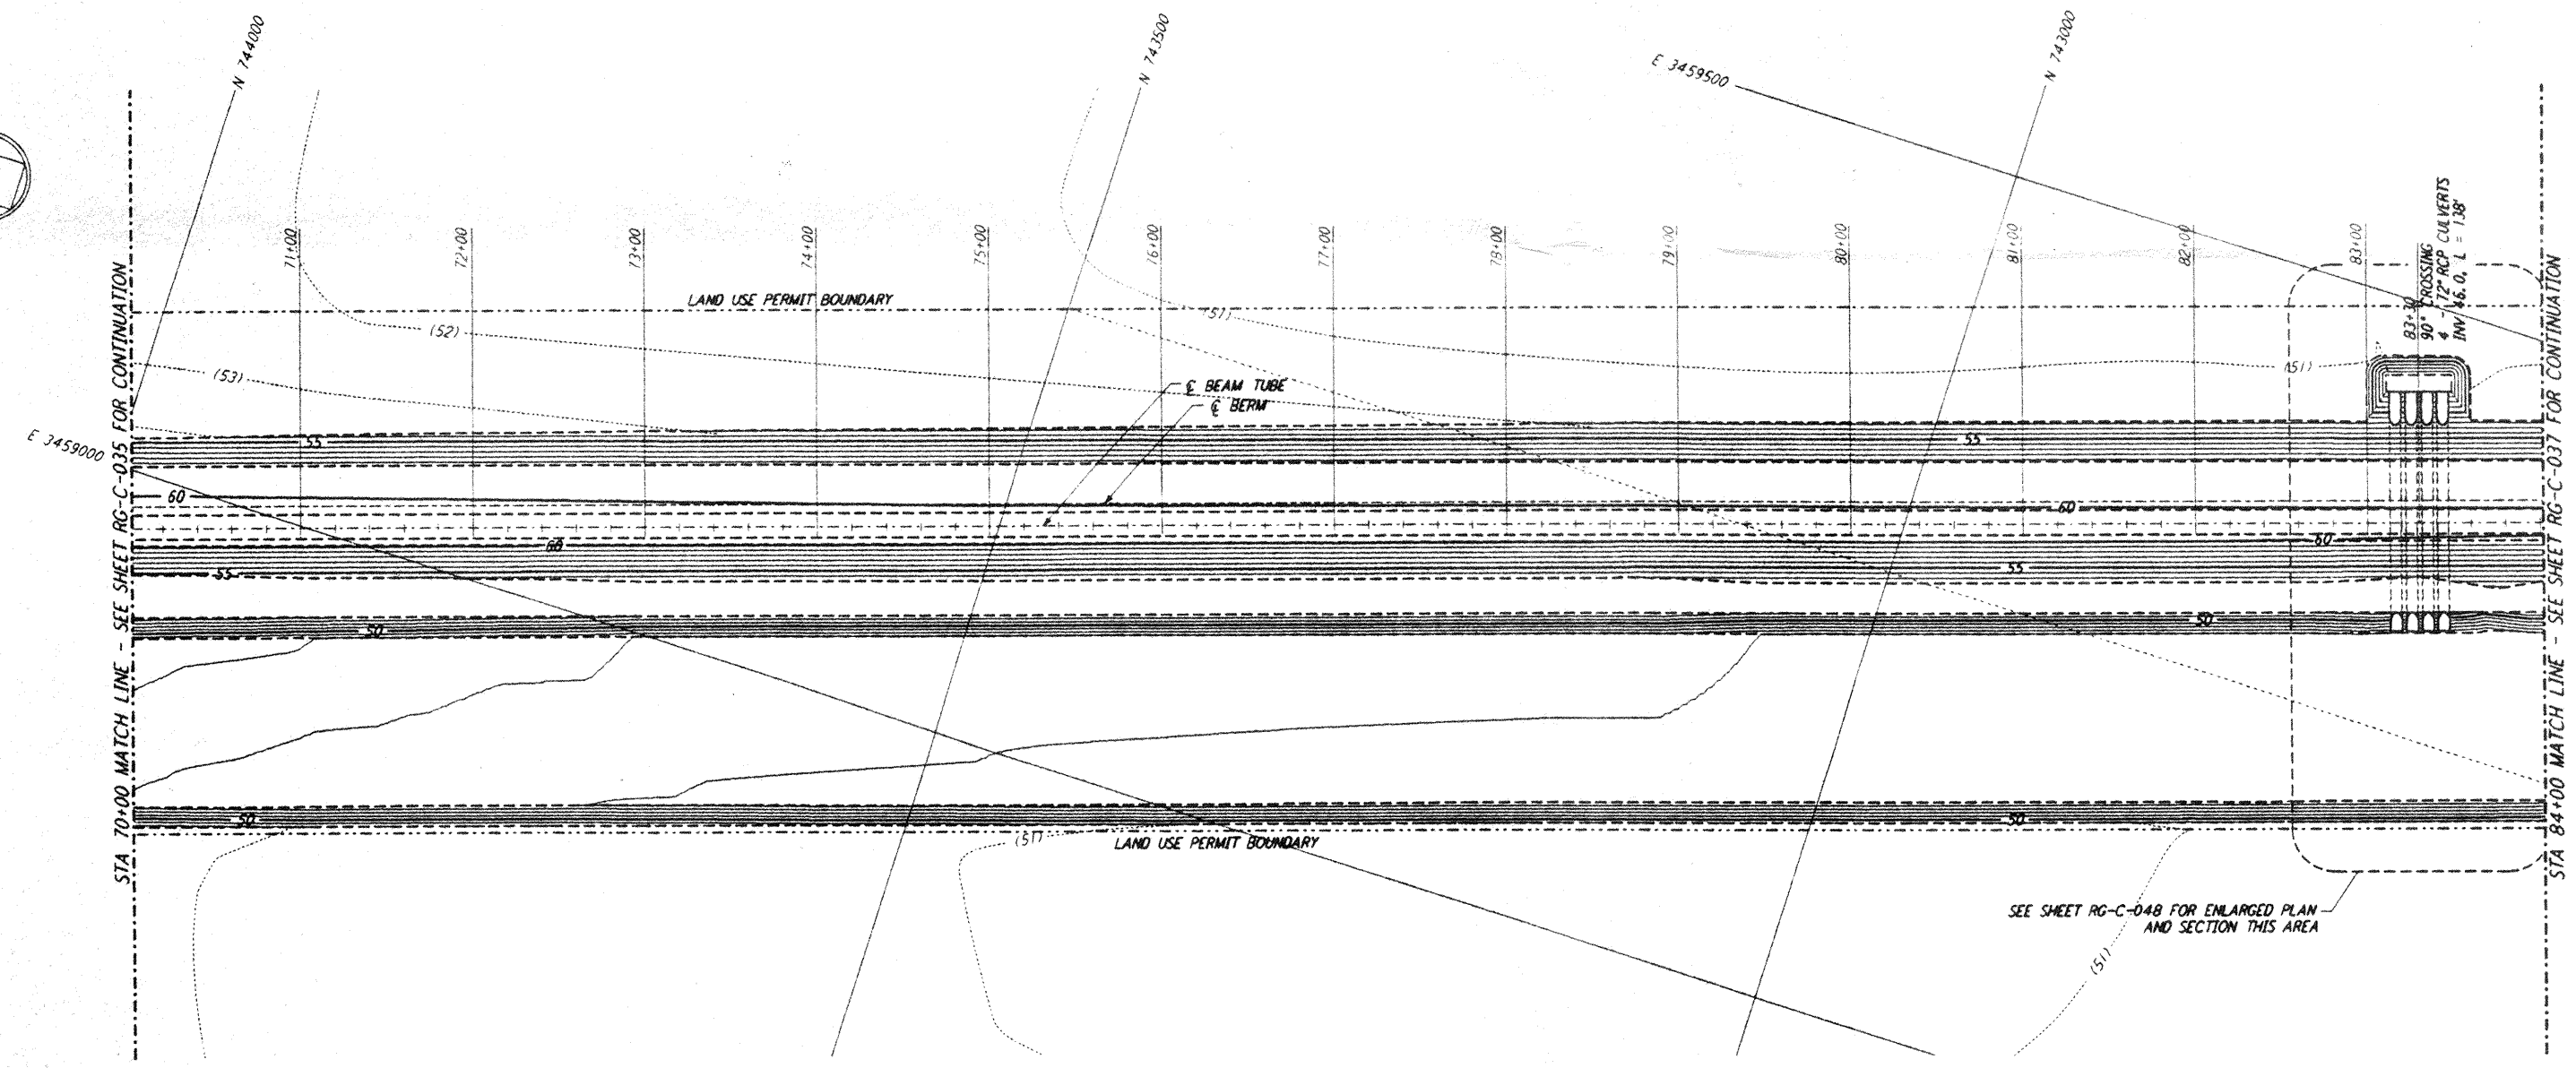 N 744000
N 743500
E 3459500
N 743000
71+00
72+00
73+00
74+00
75+00
76+00
77+00
78+00
79+00
80+00
81+00
82+00
83+00
83+30
90° CROSSING
4 - 72" RCP CULVERTS
INV 46.0, L = 138'
LAND USE PERMIT BOUNDARY
(51)
(52)
(53)
(51)
℄ BEAM TUBE
℄ BERM
E 3459000
55
55
60
60
60
60
55
55
50
50
50
50
(51)
LAND USE PERMIT BOUNDARY
(51)
SEE SHEET RG-C-048 FOR ENLARGED PLAN
AND SECTION THIS AREA
STA 70+00 MATCH LINE - SEE SHEET RG-C-035 FOR CONTINUATION
STA 84+00 MATCH LINE - SEE SHEET RG-C-037 FOR CONTINUATION